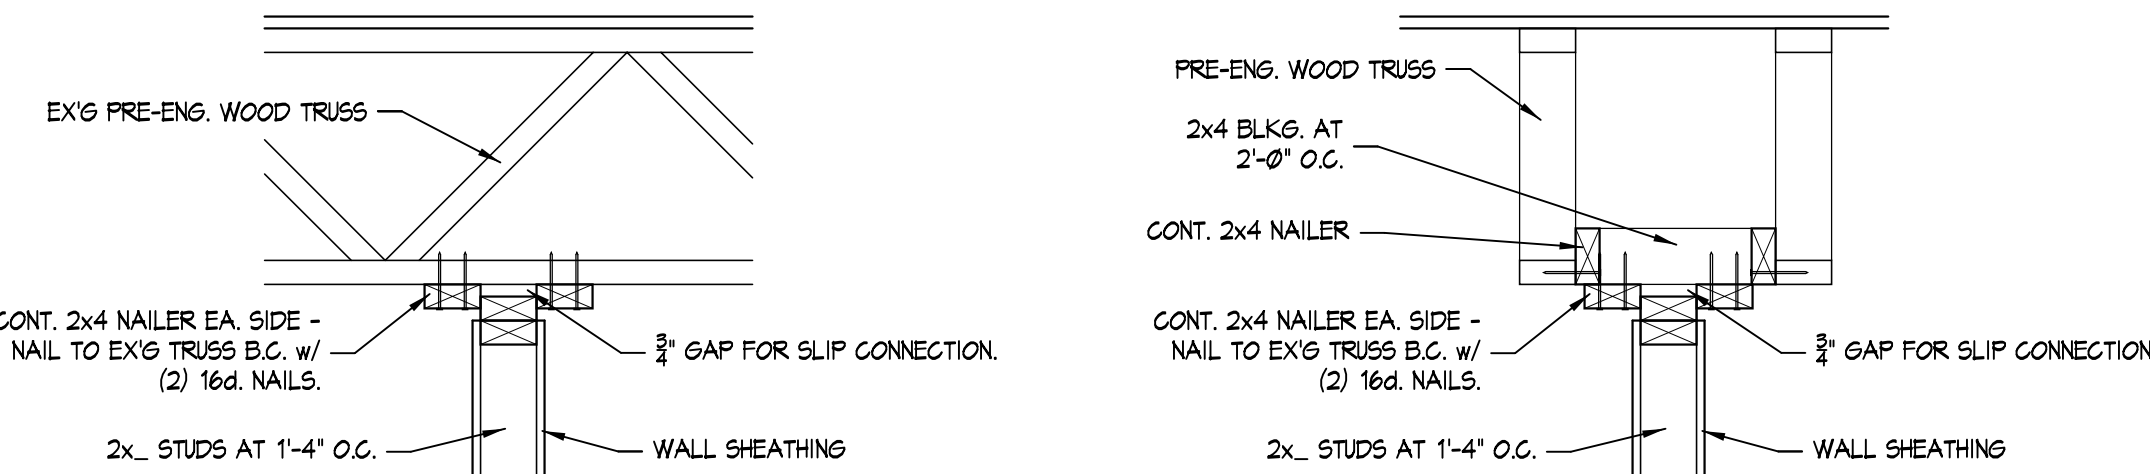 EX'G PRE-ENG. WOOD TRUSS
CONT. 2x4 NAILER EA. SIDE -
NAIL TO EX'G TRUSS B.C. w/
(2) 16d. NAILS.
3/4" GAP FOR SLIP CONNECTION.
2x_ STUDS AT 1'-4" O.C.
WALL SHEATHING
PRE-ENG. WOOD TRUSS
2x4 BLKG. AT
2'-0" O.C.
CONT. 2x4 NAILER
CONT. 2x4 NAILER EA. SIDE -
NAIL TO EX'G TRUSS B.C. w/
(2) 16d. NAILS.
3/4" GAP FOR SLIP CONNECTION
2x_ STUDS AT 1'-4" O.C.
WALL SHEATHING